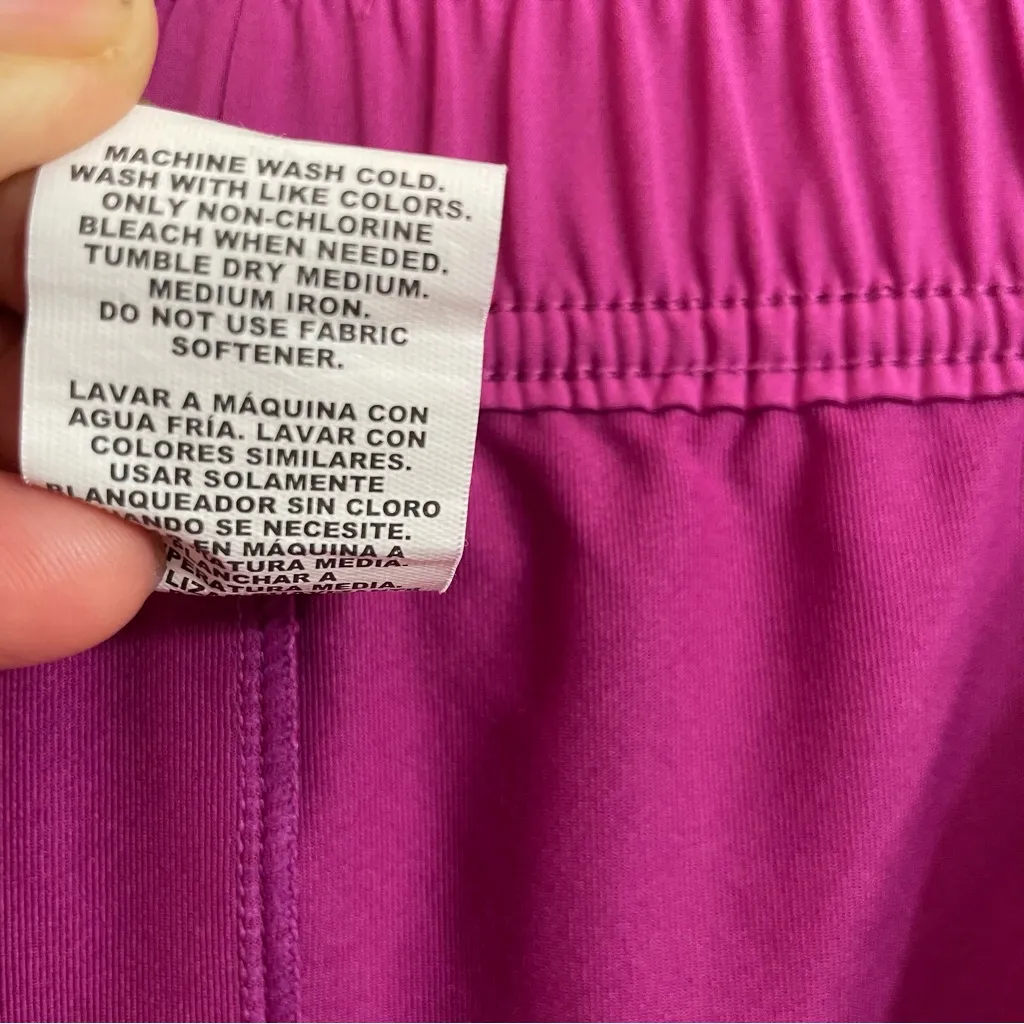 MACHINE WASH COLD.
WASH WITH LIKE COLORS.
ONLY NON-CHLORINE
BLEACH WHEN NEEDED.
TUMBLE DRY MEDIUM.
MEDIUM IRON.
DO NOT USE FABRIC
SOFTENER.
LAVAR A MÁQUINA CON
AGUA FRÍA. LAVAR CON
COLORES SIMILARES.
USAR SOLAMENTE
BLANQUEADOR SIN CLORO
SE NECESITE.
EN MÁQUINA A
MEDIA.
A
MEDIA.